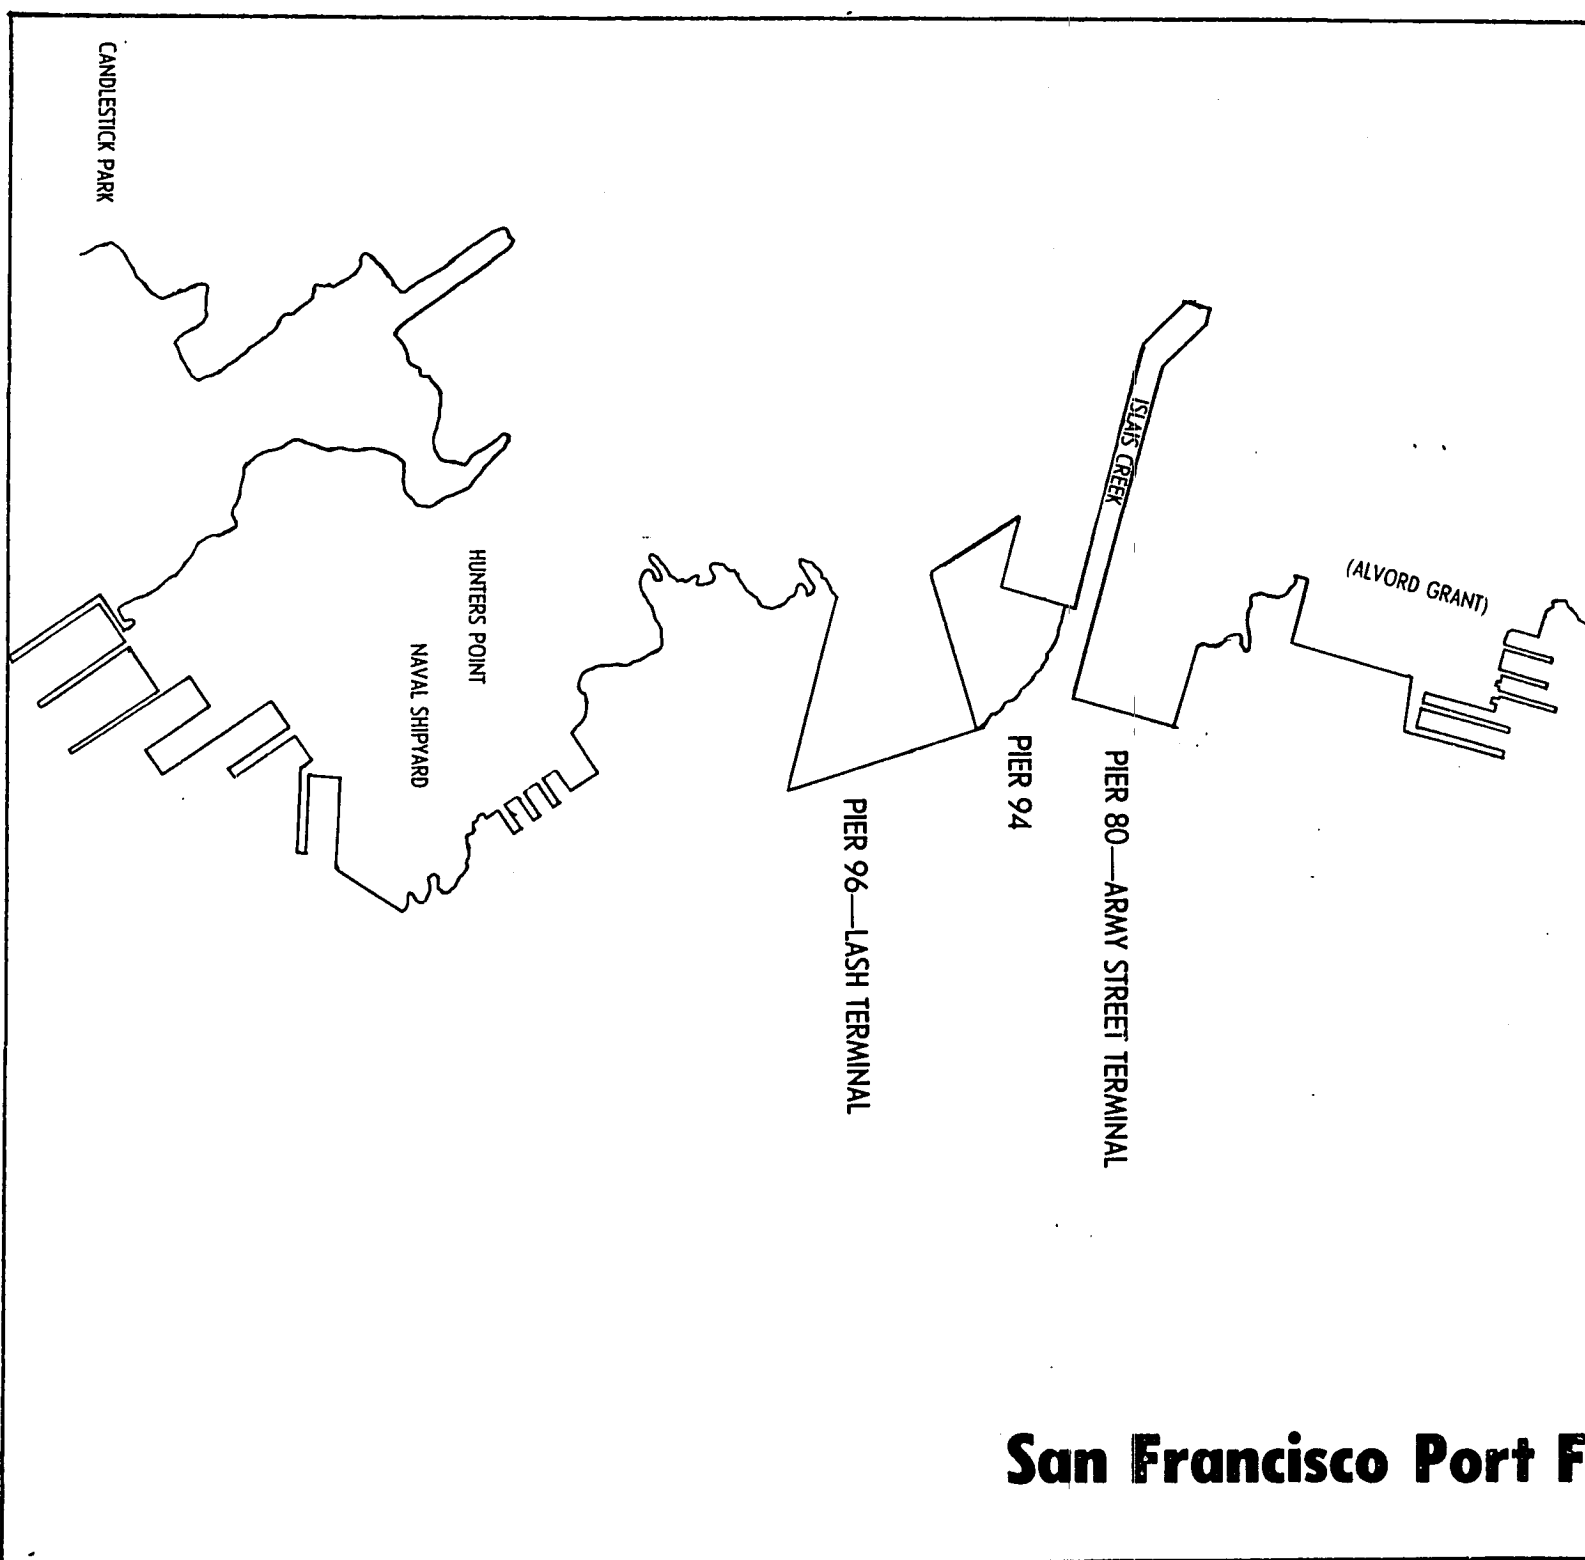 CANDLESTICK PARK
ISLAIS CREEK
(ALVORD GRANT)
HUNTERS POINT
NAVAL SHIPYARD
PIER 94
PIER 80—ARMY STREET TERMINAL
PIER 96—LASH TERMINAL
San Francisco Port F